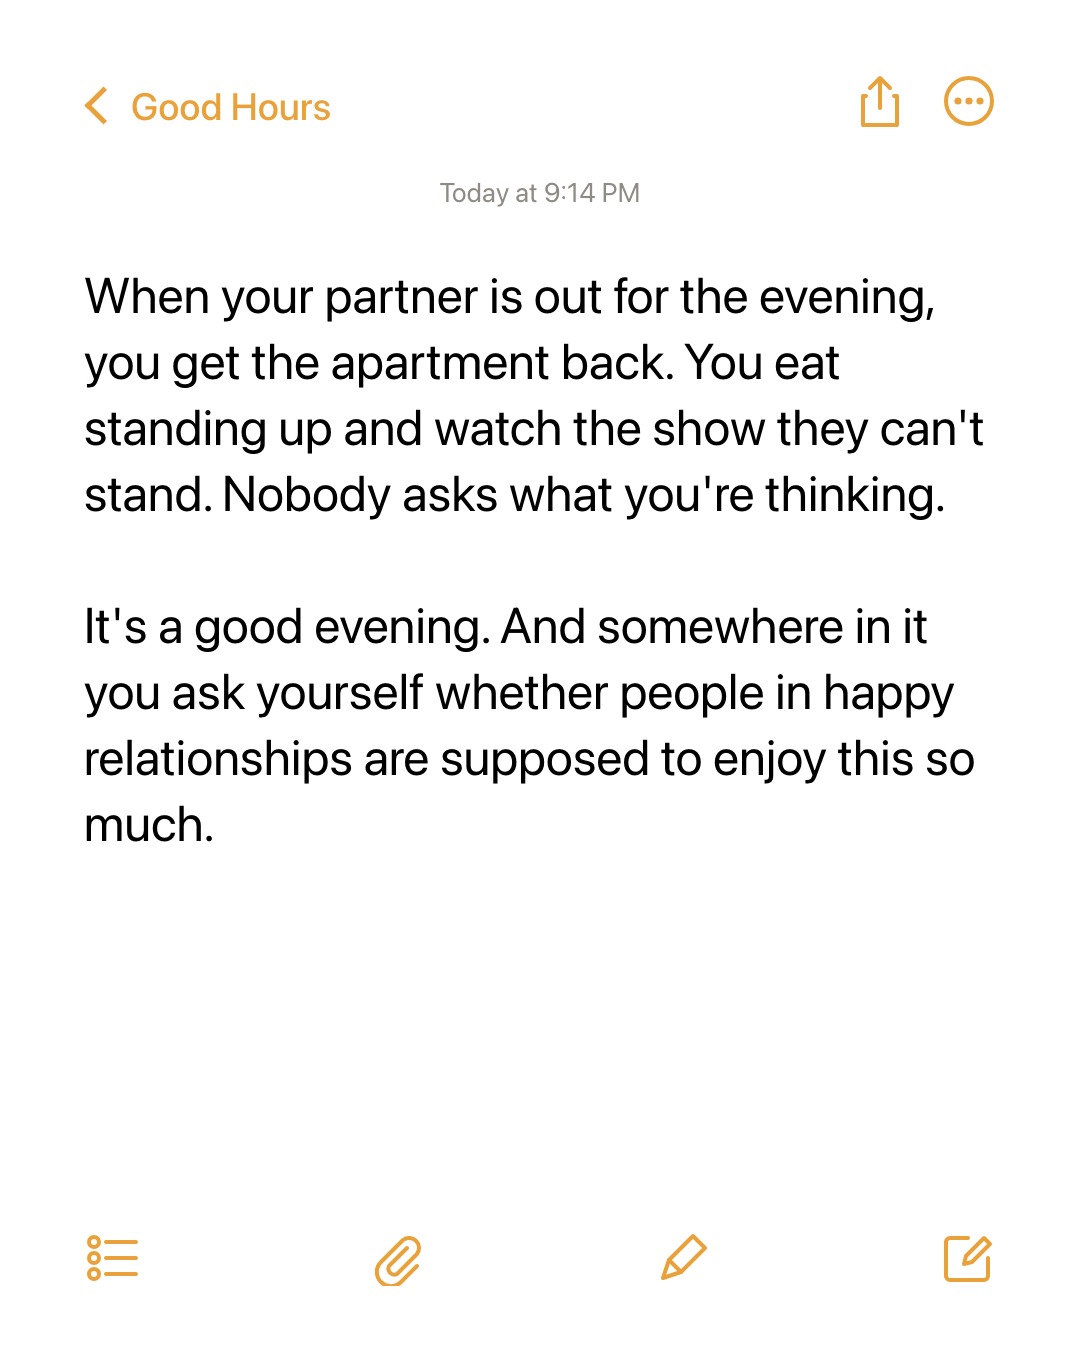 Good Hours
Today at 9:14 PM
When your partner is out for the evening,
you get the apartment back. You eat
standing up and watch the show they can't
stand. Nobody asks what you're thinking.
It's a good evening. And somewhere in it
you ask yourself whether people in happy
relationships are supposed to enjoy this so
much.